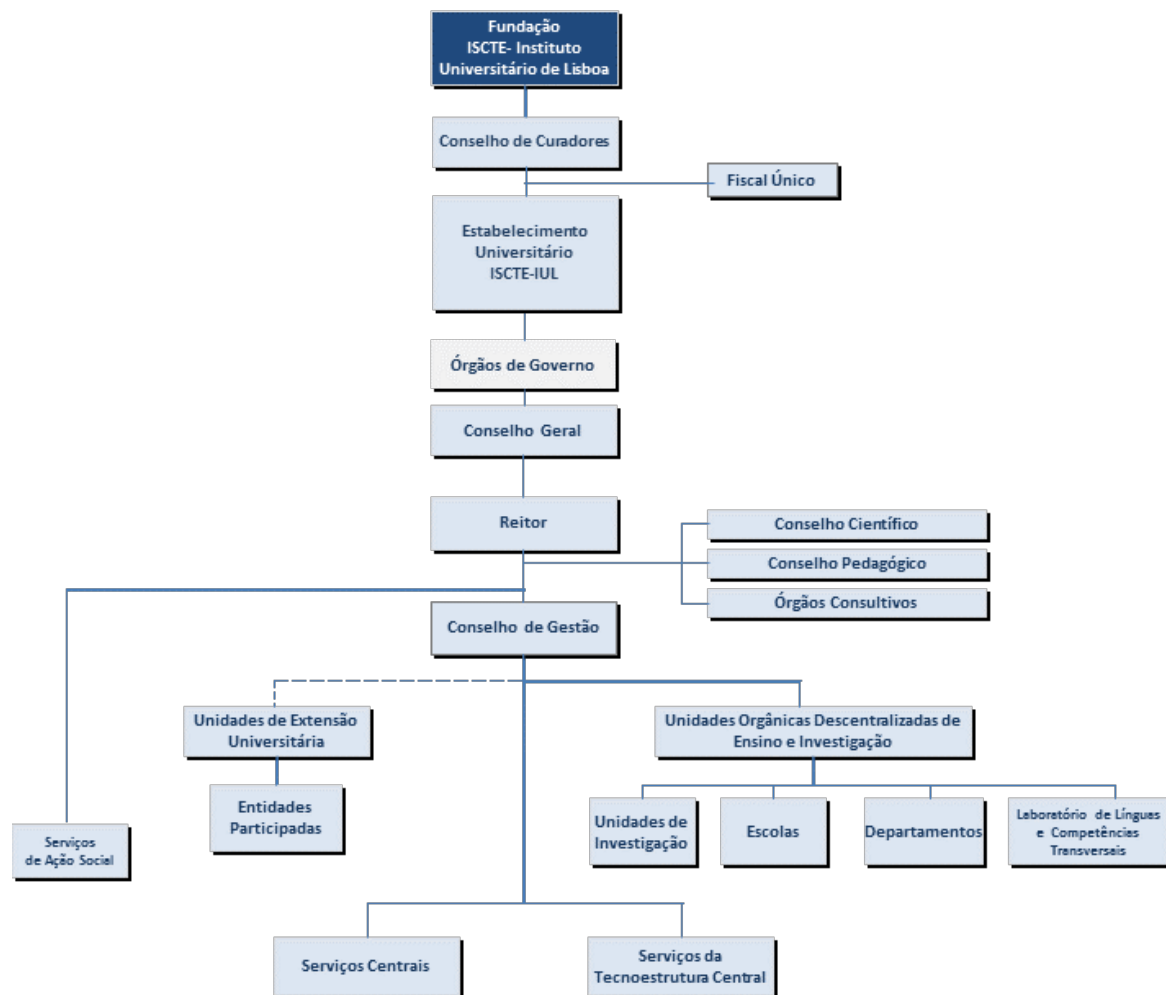 Fundação
ISCTE- Instituto
Universitário de Lisboa
Conselho de Curadores
Fiscal Único
Estabelecimento
Universitário
ISCTE-IUL
Órgãos de Governo
Conselho Geral
Reitor
Conselho Científico
Conselho Pedagógico
Órgãos Consultivos
Conselho de Gestão
Unidades de Extensão
Universitária
Unidades Orgânicas Descentralizadas de
Ensino e Investigação
Entidades
Participadas
Unidades de
Investigação
Escolas
Departamentos
Laboratório de Línguas
e Competências
Transversais
Serviços
de Ação Social
Serviços Centrais
Serviços da
Tecnoestrutura Central